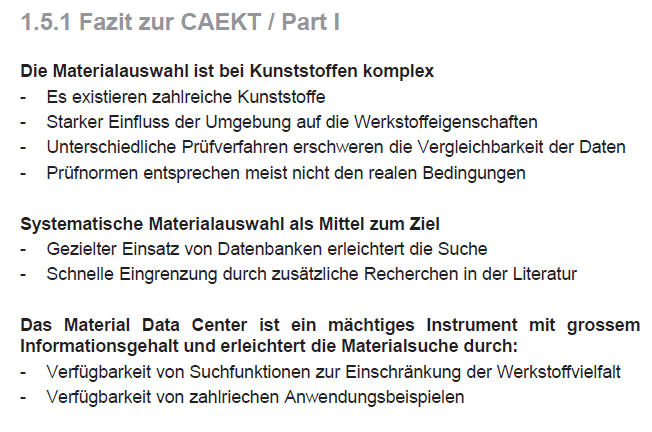 1.5.1 Fazit zur CAEKT / Part I
Die Materialauswahl ist bei Kunststoffen komplex
- Es existieren zahlreiche Kunststoffe
- Starker Einfluss der Umgebung auf die Werkstoffeigenschaften
- Unterschiedliche Prüfverfahren erschweren die Vergleichbarkeit der Daten
- Prüfnormen entsprechen meist nicht den realen Bedingungen
Systematische Materialauswahl als Mittel zum Ziel
- Gezielter Einsatz von Datenbanken erleichtert die Suche
- Schnelle Eingrenzung durch zusätzliche Recherchen in der Literatur
Das Material Data Center ist ein mächtiges Instrument mit grossem
Informationsgehalt und erleichtert die Materialsuche durch:
- Verfügbarkeit von Suchfunktionen zur Einschränkung der Werkstoffvielfalt
- Verfügbarkeit von zahlriechen Anwendungsbeispielen